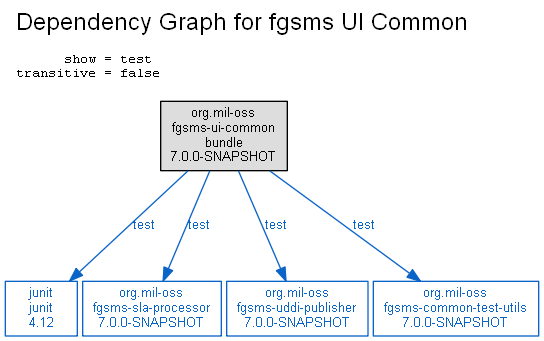 Dependency Graph for fgsms UI Common
show = test
transitive = false
org.mil-oss
fgsms-ui-common
bundle
7.0.0-SNAPSHOT
test
test
test
test
junit
junit
4.12
org.mil-oss
fgsms-sla-processor
7.0.0-SNAPSHOT
org.mil-oss
fgsms-uddi-publisher
7.0.0-SNAPSHOT
org.mil-oss
fgsms-common-test-utils
7.0.0-SNAPSHOT